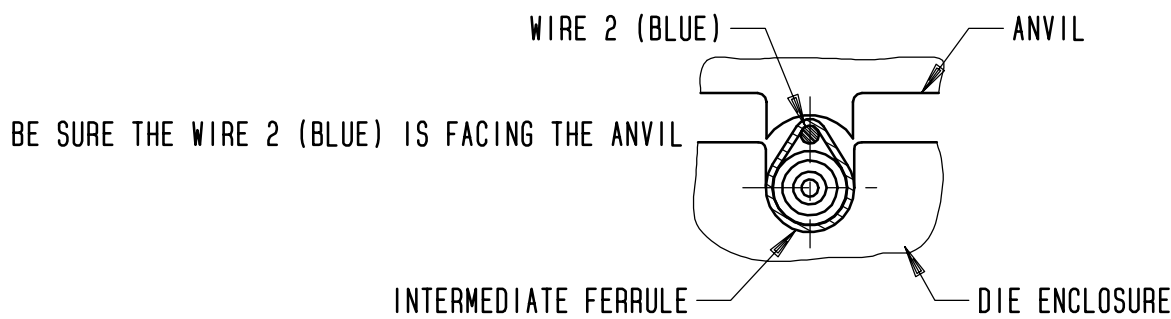 WIRE 2 (BLUE)
ANVIL
BE SURE THE WIRE 2 (BLUE) IS FACING THE ANVIL
INTERMEDIATE FERRULE
DIE ENCLOSURE